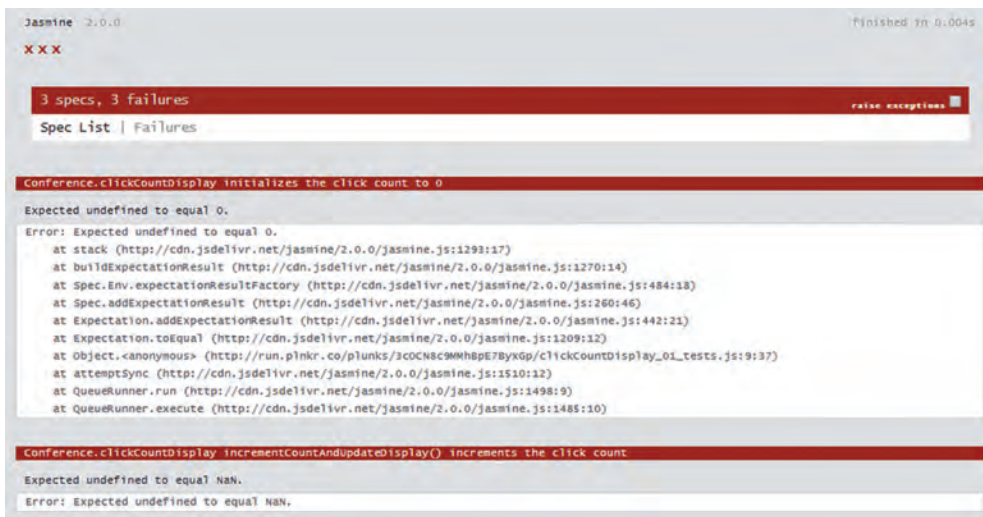 Jasmine 2.0.0
finished in 0.004s
x x x
3 specs, 3 failures
raise exceptions
Spec List | Failures
Conference.clickCountDisplay initializes the click count to 0
Expected undefined to equal 0.
Error: Expected undefined to equal 0.
at stack (http://cdn.jsdelivr.net/jasmine/2.0.0/jasmine.js:1293:17)
at buildExpectationResult (http://cdn.jsdelivr.net/jasmine/2.0.0/jasmine.js:1270:14)
at Spec.Env.expectationResultFactory (http://cdn.jsdelivr.net/jasmine/2.0.0/jasmine.js:484:18)
at Spec.addExpectationResult (http://cdn.jsdelivr.net/jasmine/2.0.0/jasmine.js:260:46)
at Expectation.addExpectationResult (http://cdn.jsdelivr.net/jasmine/2.0.0/jasmine.js:442:21)
at Expectation.toEqual (http://cdn.jsdelivr.net/jasmine/2.0.0/jasmine.js:1209:12)
at Object.<anonymous> (http://run.plnkr.co/plunks/3cOCN8c9MMhBpE7ByxGp/clickCountDisplay_01_tests.js:9:37)
at attemptSync (http://cdn.jsdelivr.net/jasmine/2.0.0/jasmine.js:1510:12)
at QueueRunner.run (http://cdn.jsdelivr.net/jasmine/2.0.0/jasmine.js:1498:9)
at QueueRunner.execute (http://cdn.jsdelivr.net/jasmine/2.0.0/jasmine.js:1485:10)
Conference.clickCountDisplay incrementCountAndUpdateDisplay() increments the click count
Expected undefined to equal NaN.
Error: Expected undefined to equal NaN.